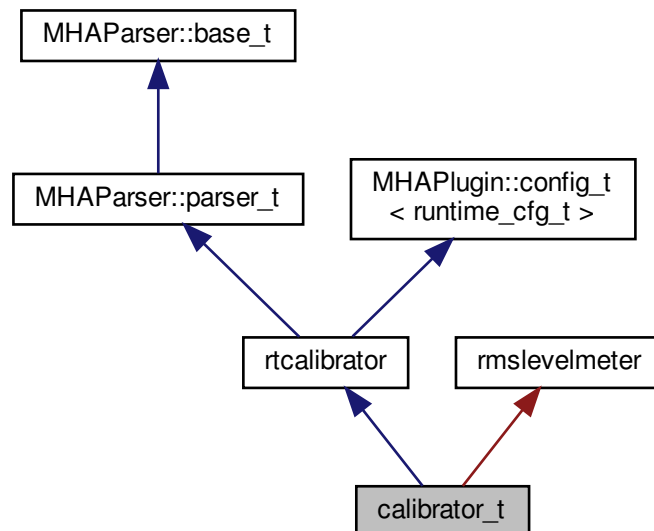 MHAParser::base_t
MHAParser::parser_t
MHAPlugin::config_t
< runtime_cfg_t >
rtcalibrator
rmslevelmeter
calibrator_t